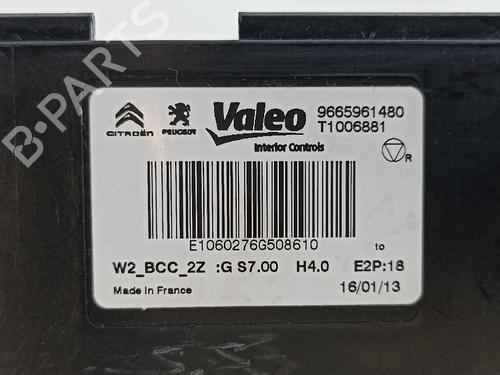 B-PARTS
CITROËN
PEUGEOT
Valeo
Interior Controls
9665961480
T1006881
R
E1060276G508610
to
W2_BCC_2Z :G S7.00 H4.0 E2P:18
Made in France 16/01/13